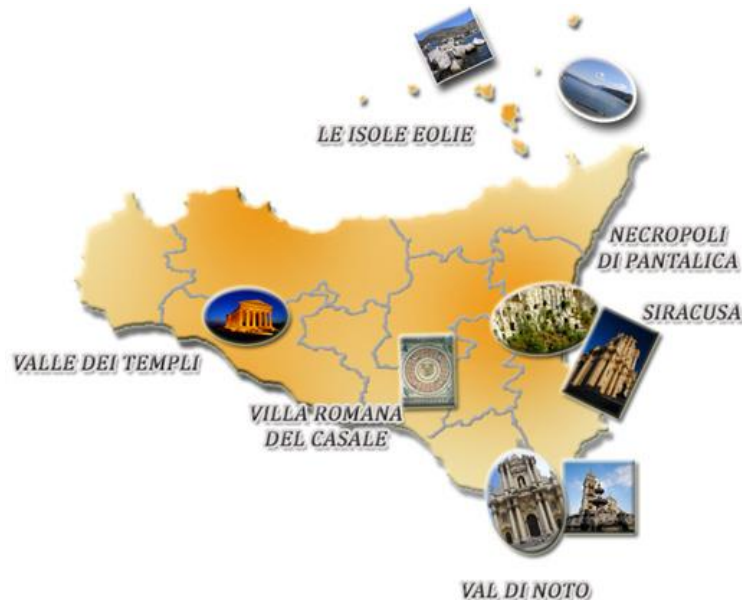 LE ISOLE EOLIE
NECROPOLI
DI PANTALICA
SIRACUSA
VALLE DEI TEMPLI
VILLA ROMANA
DEL CASALE
VAL DI NOTO